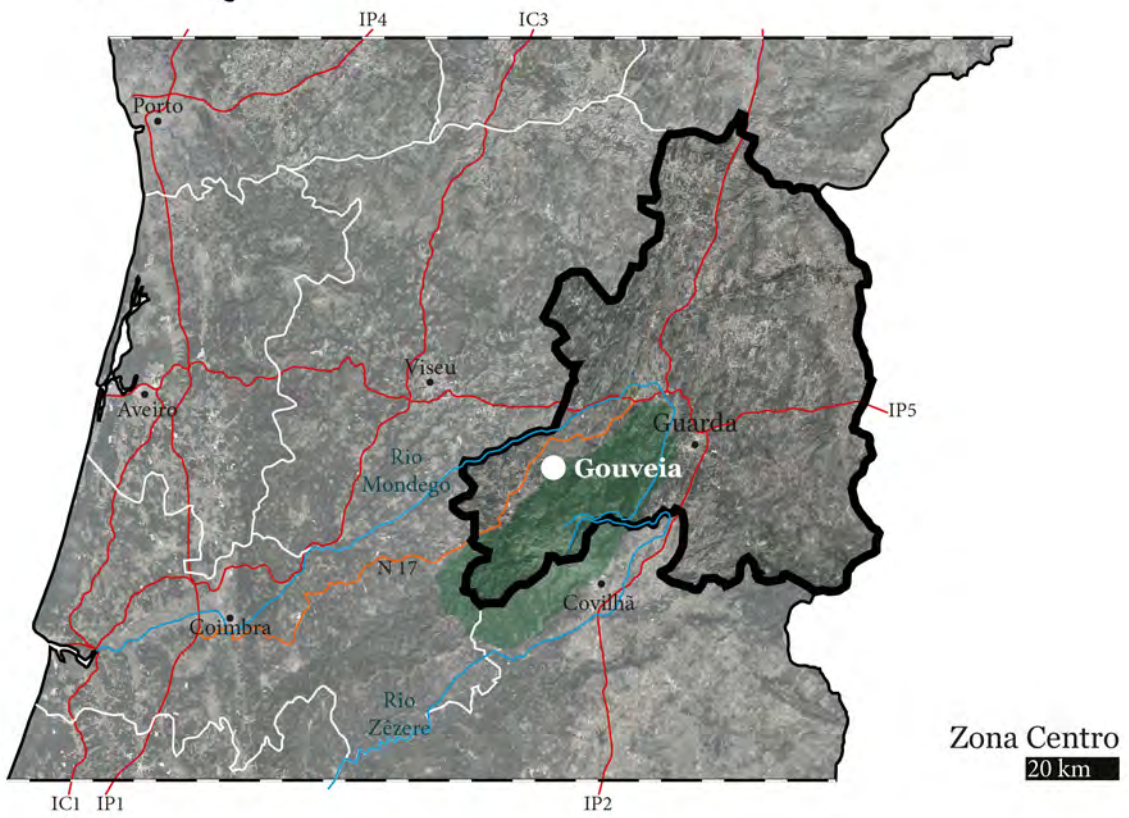 IP4
IC3
Porto
Viseu
Aveiro
IP5
Guarda
Rio
Mondego
Gouveia
N 17
Covilhã
Coimbra
Rio
Zêzere
Zona Centro
20 km
IC1
IP1
IP2